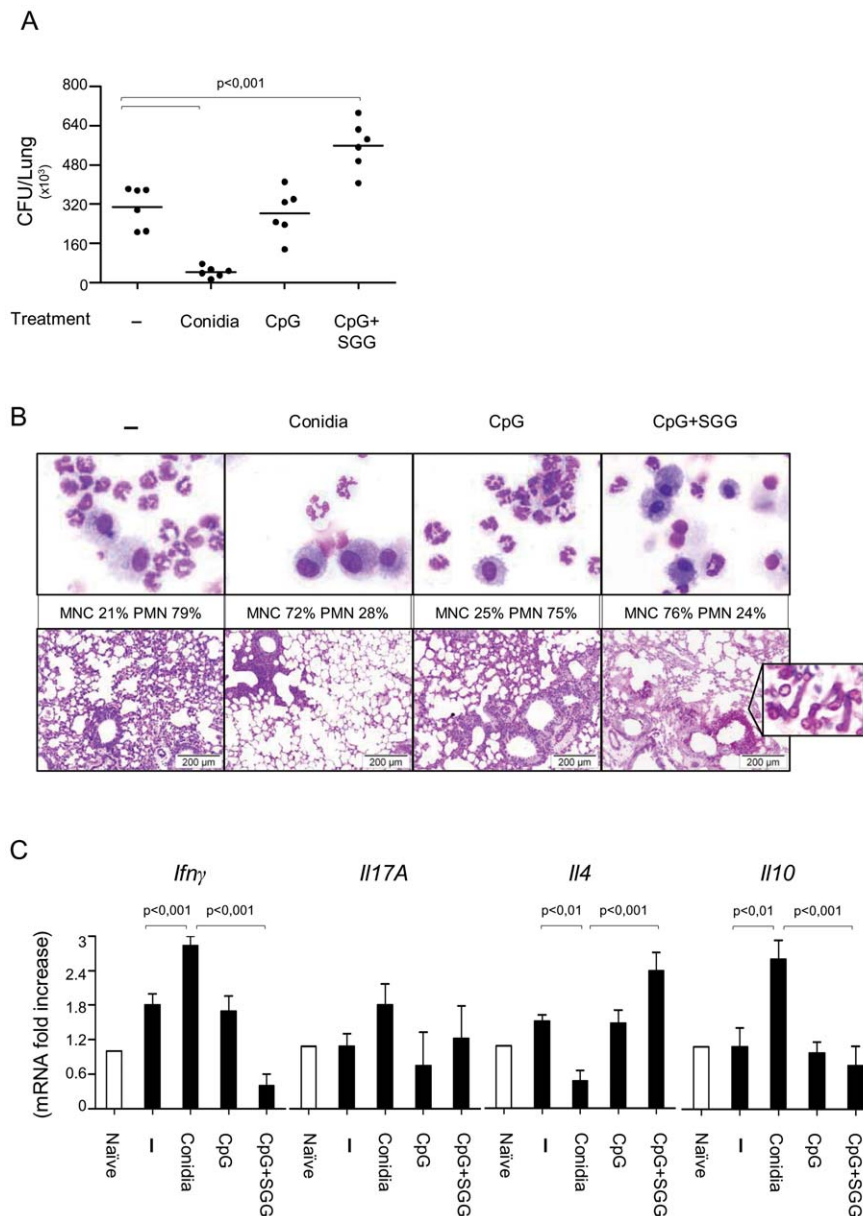 A
p<0,001
800
640
480
320
160
0
CFU/Lung
(x10³)
Treatment
– Conidia CpG CpG+
SGG
B
– Conidia CpG CpG+SGG
MNC 21% PMN 79% MNC 72% PMN 28% MNC 25% PMN 75% MNC 76% PMN 24%
200 µm 200 µm 200 µm 200 µm
C
Ifnγ Il17A Il4 Il10
p<0,001 p<0,001 p<0,01 p<0,001 p<0,01 p<0,001
(mRNA fold increase)
3
2.4
1.8
1.2
0.6
0
Naïve – Conidia CpG CpG+SGG Naïve – Conidia CpG CpG+SGG Naïve – Conidia CpG CpG+SGG Naïve – Conidia CpG CpG+SGG